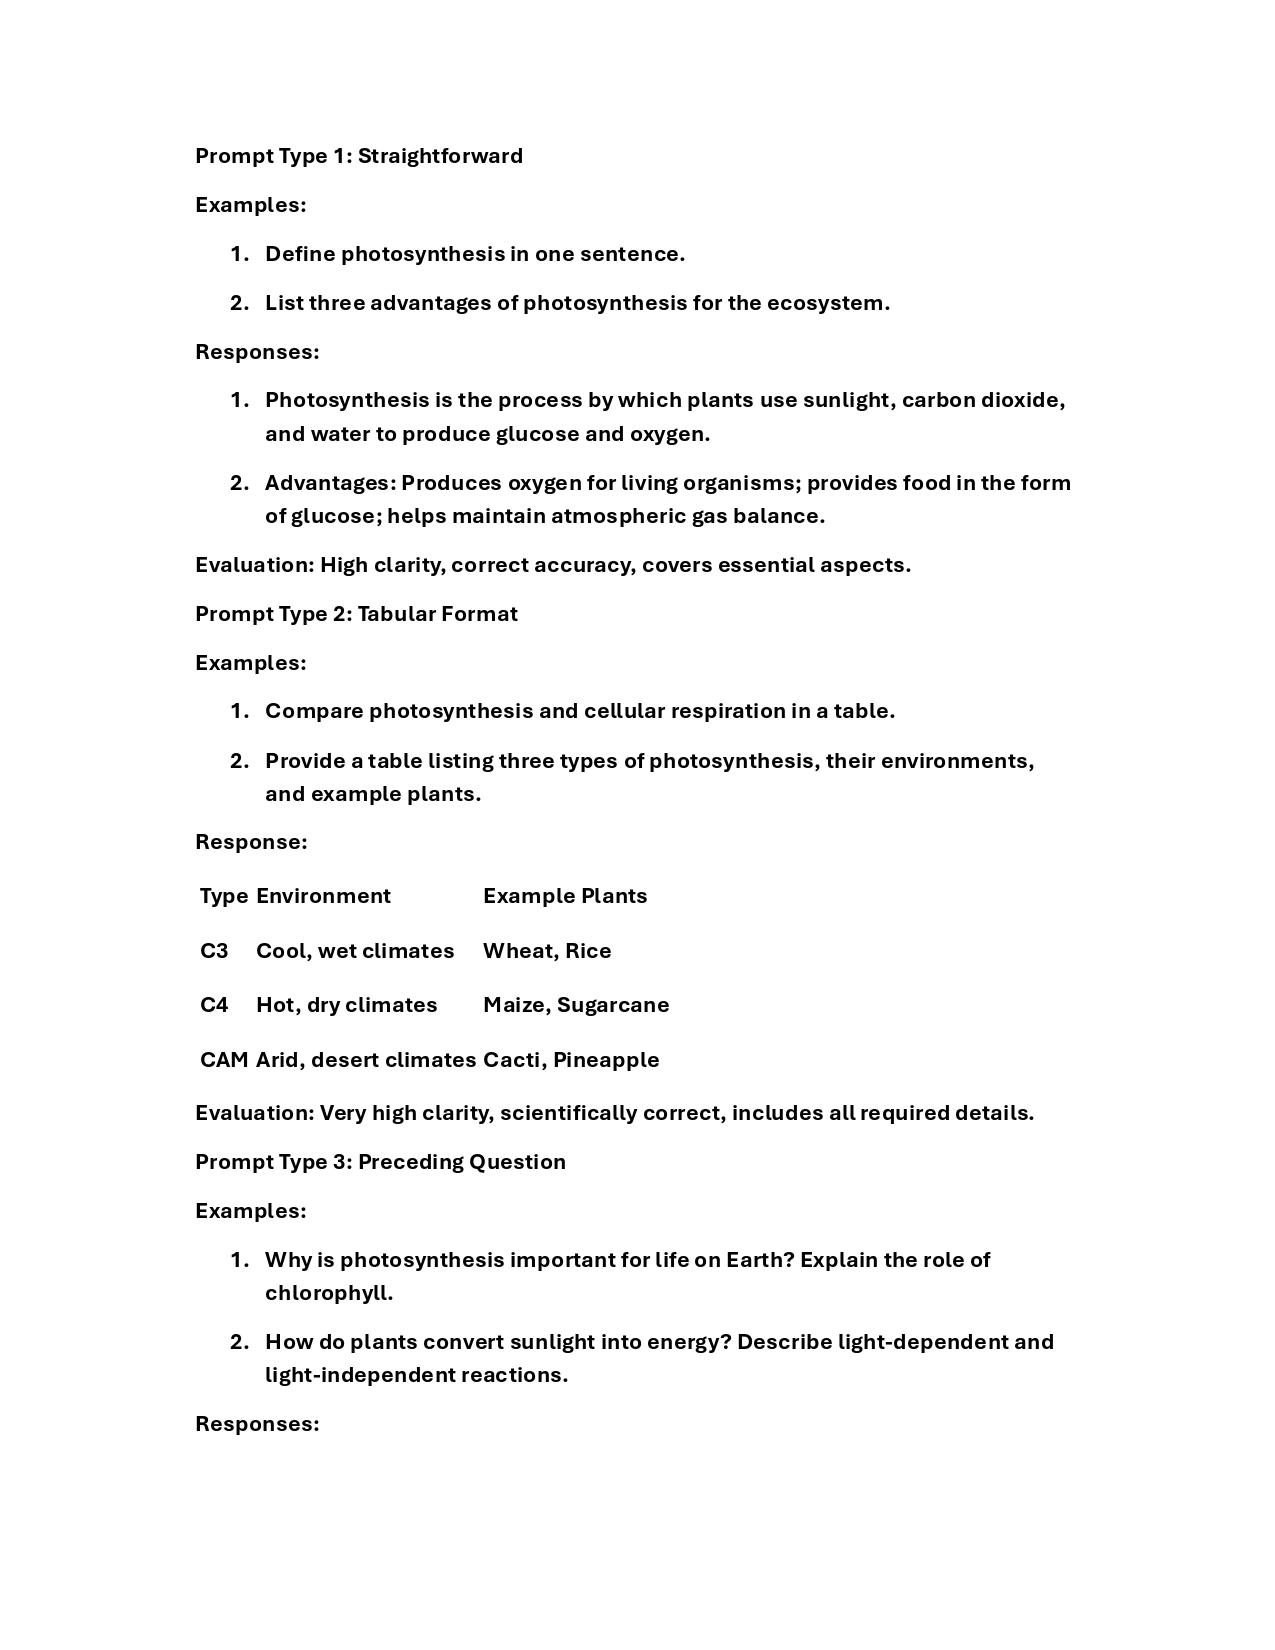 Prompt Type 1: Straightforward
Examples:
1. Define photosynthesis in one sentence.
2. List three advantages of photosynthesis for the ecosystem.
Responses:
1. Photosynthesis is the process by which plants use sunlight, carbon dioxide,
and water to produce glucose and oxygen.
2. Advantages: Produces oxygen for living organisms; provides food in the form
of glucose; helps maintain atmospheric gas balance.
Evaluation: High clarity, correct accuracy, covers essential aspects.
Prompt Type 2: Tabular Format
Examples:
1. Compare photosynthesis and cellular respiration in a table.
2. Provide a table listing three types of photosynthesis, their environments,
and example plants.
Response:
Type Environment Example Plants
C3 Cool, wet climates Wheat, Rice
C4 Hot, dry climates Maize, Sugarcane
CAM Arid, desert climates Cacti, Pineapple
Evaluation: Very high clarity, scientifically correct, includes all required details.
Prompt Type 3: Preceding Question
Examples:
1. Why is photosynthesis important for life on Earth? Explain the role of
chlorophyll.
2. How do plants convert sunlight into energy? Describe light-dependent and
light-independent reactions.
Responses: